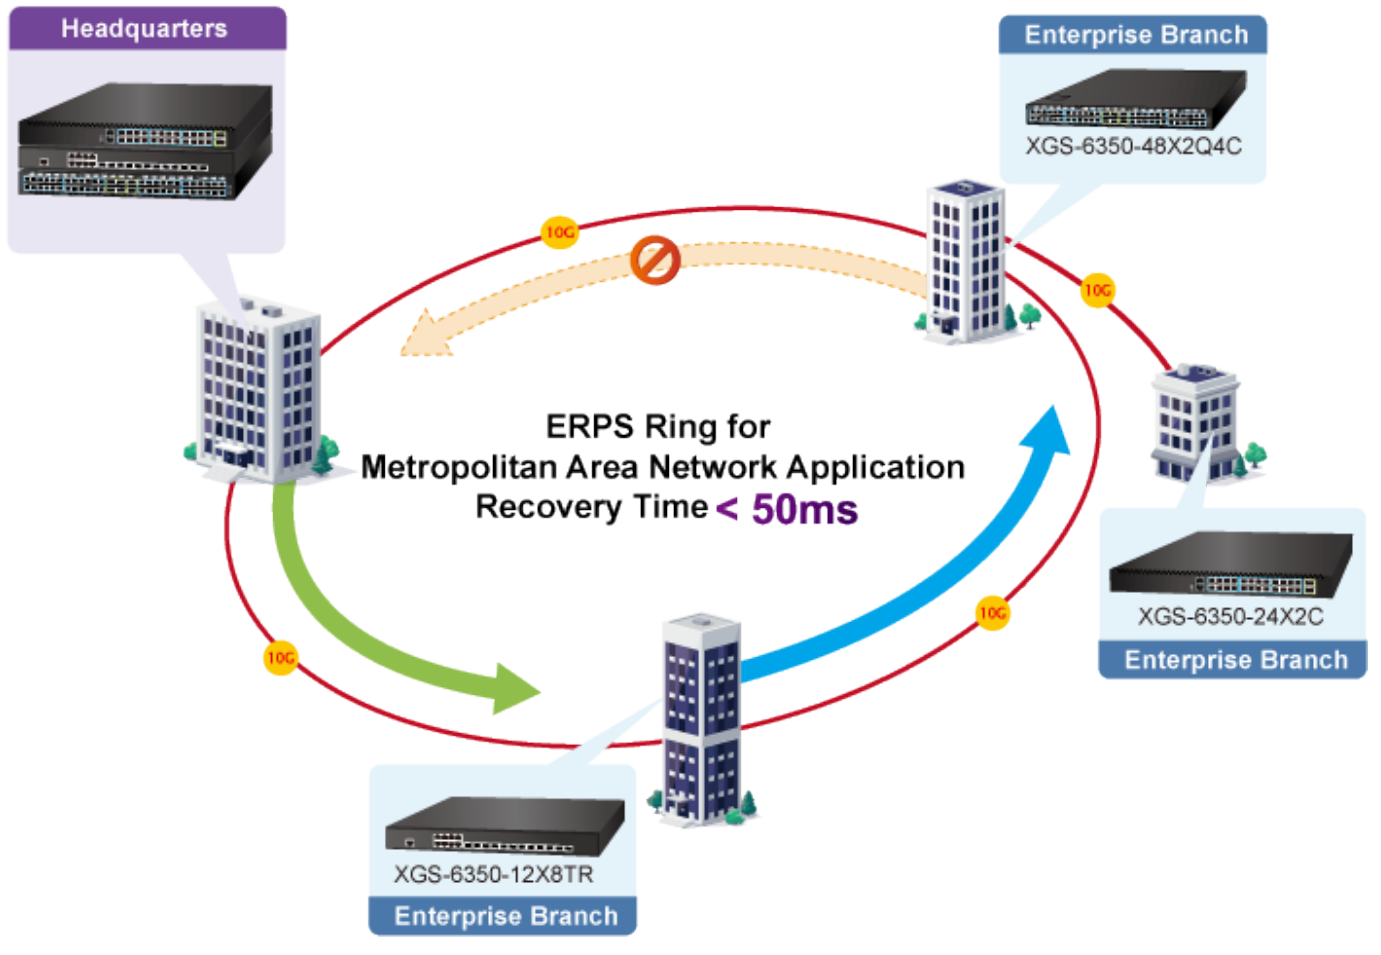 Headquarters
Enterprise Branch
XGS-6350-48X2Q4C
10G
10G
ERPS Ring for
Metropolitan Area Network Application
Recovery Time < 50ms
XGS-6350-24X2C
Enterprise Branch
10G
10G
XGS-6350-12X8TR
Enterprise Branch